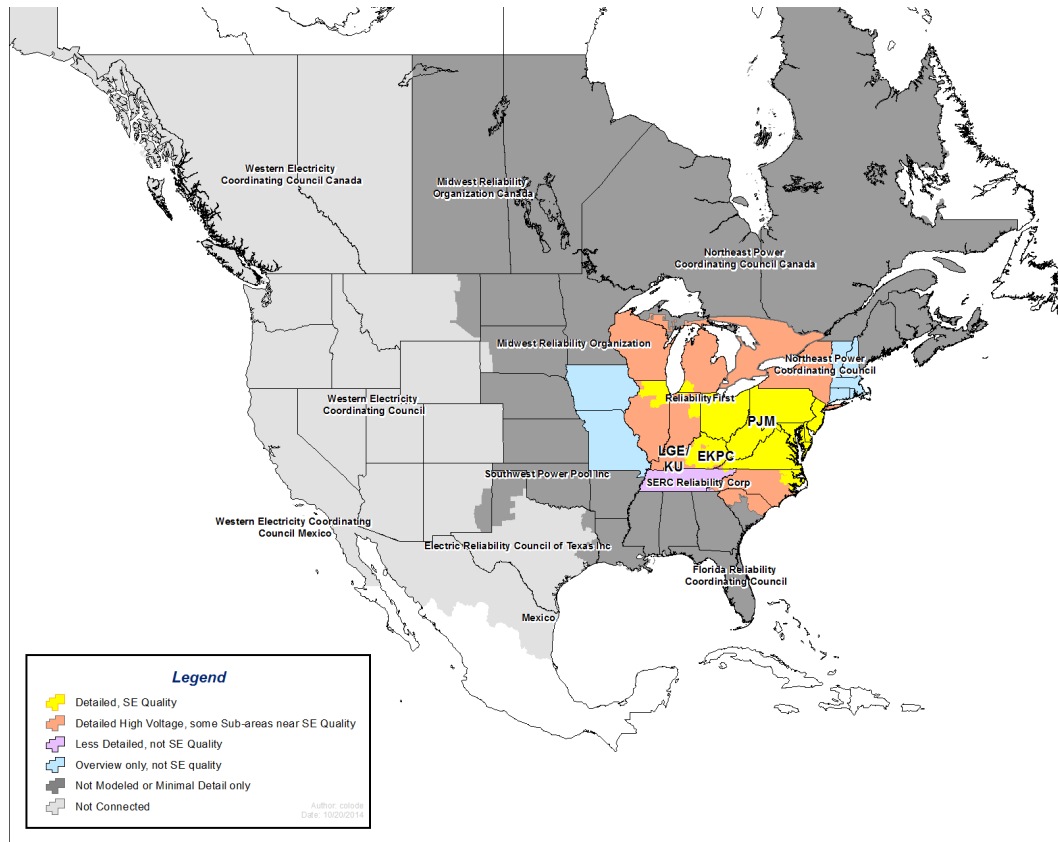 Western Electricity
Coordinating Council Canada
Midwest Reliability
Organization Canada
Northeast Power
Coordinating Council Canada
Midwest Reliability Organization
Northeast Power
Coordinating Council
Western Electricity
Coordinating Council
ReliabilityFirst
PJM
LGE/
KU
EKPC
Southwest Power Pool Inc
SERC Reliability Corp
Western Electricity Coordinating
Council Mexico
Electric Reliability Council of Texas Inc
Florida Reliability
Coordinating Council
Mexico
Legend
Detailed, SE Quality
Detailed High Voltage, some Sub-areas near SE Quality
Less Detailed, not SE Quality
Overview only, not SE quality
Not Modeled or Minimal Detail only
Not Connected
Author: colode
Date: 10/20/2014